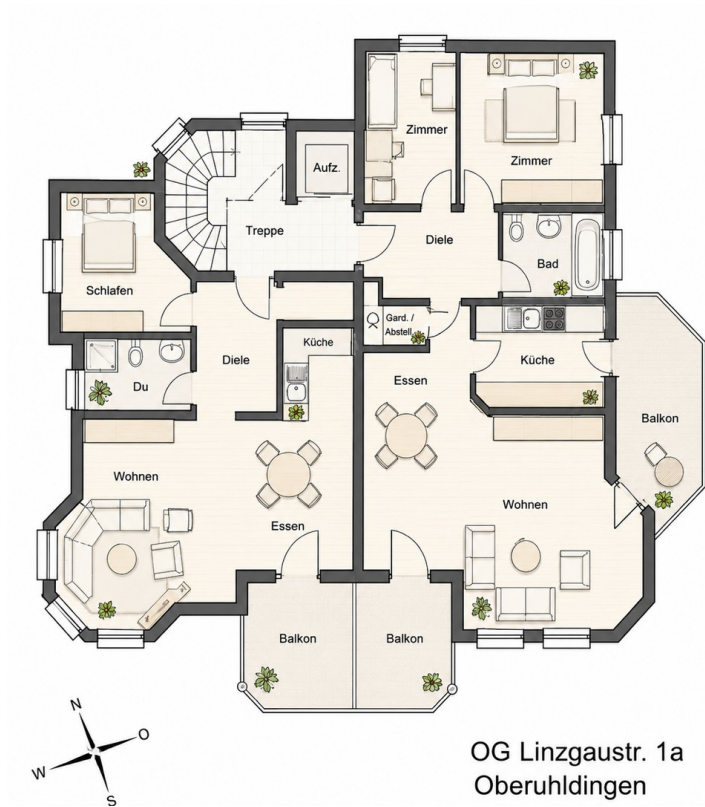 Zimmer
Zimmer
Aufz.
Treppe
Diele
Bad
Schlafen
Gard. /
Abstell.
Küche
Küche
Diele
Essen
Du
Balkon
Wohnen
Wohnen
Essen
Balkon
Balkon
N
O
W
S
OG Linzgaustr. 1a
Oberuhldingen